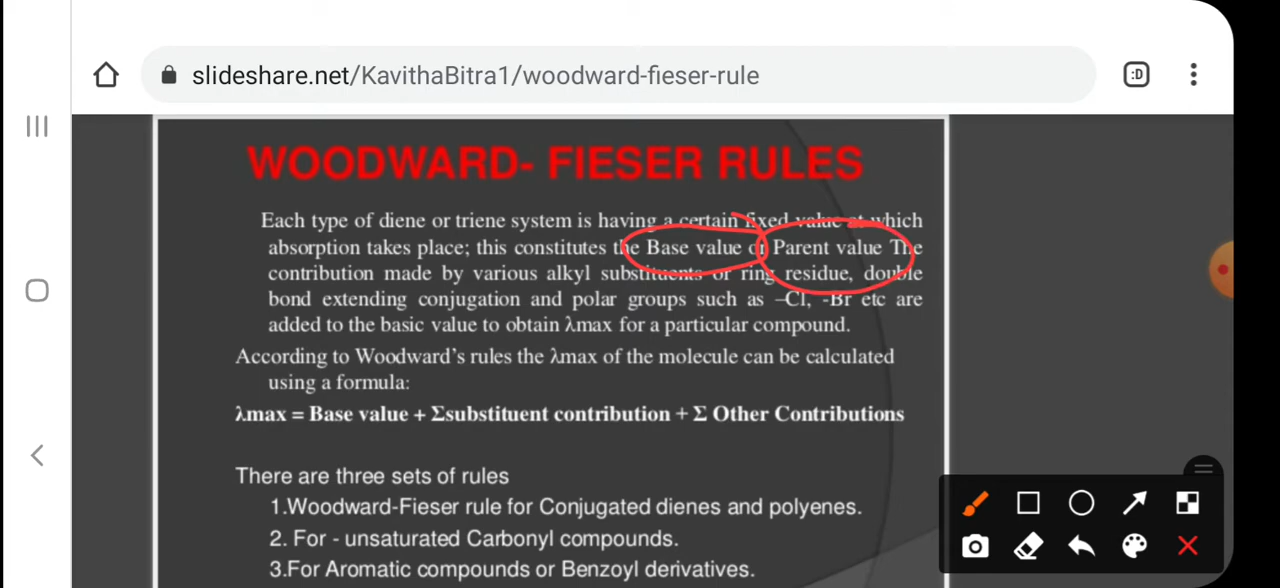 slideshare.net/KavithaBitra1/woodward-fieser-rule
:D
WOODWARD- FIESER RULES
Each type of diene or triene system is having a certain fixed value at which
absorption takes place; this constitutes the Base value or Parent value The
contribution made by various alkyl substituents or ring residue, double
bond extending conjugation and polar groups such as –Cl, -Br etc are
added to the basic value to obtain λmax for a particular compound.
According to Woodward's rules the λmax of the molecule can be calculated
using a formula:
λmax = Base value + Σsubstituent contribution + Σ Other Contributions
There are three sets of rules
1.Woodward-Fieser rule for Conjugated dienes and polyenes.
2. For - unsaturated Carbonyl compounds.
3.For Aromatic compounds or Benzoyl derivatives.